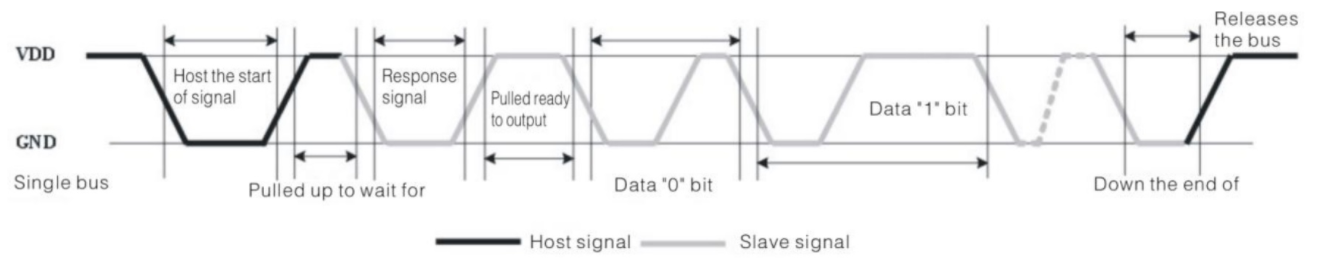 Releases
the bus
VDD
Host the start
of signal
Response
signal
Pulled ready
to output
Data "1" bit
GND
Single bus
Pulled up to wait for
Data "0" bit
Down the end of
Host signal
Slave signal